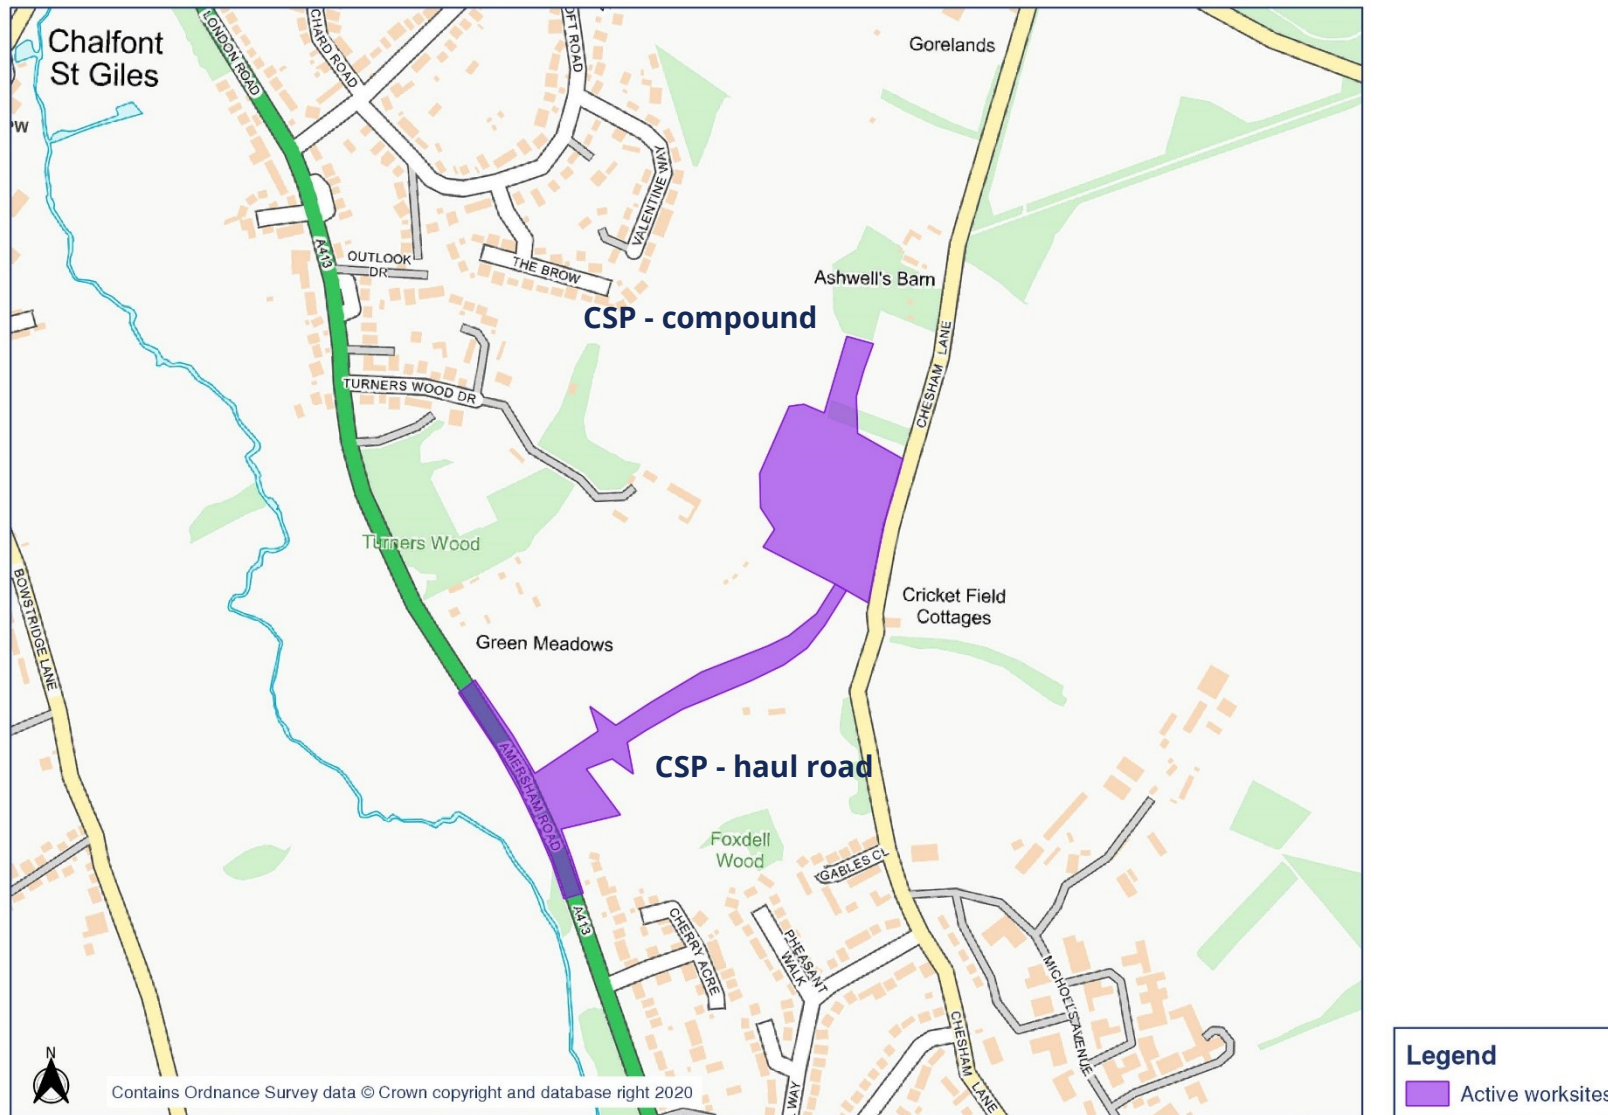 Chalfont
St Giles
LONDON ROAD
CHARD ROAD
OFT ROAD
Gorelands
PW
VALENTINE WAY
A413
OUTLOOK
DR
THE BROW
Ashwell's Barn
CSP - compound
CHESHAM LANE
TURNERS WOOD DR
Turners Wood
BOWSTRIDGE LANE
Cricket Field
Cottages
Green Meadows
AMERSHAM ROAD
CSP - haul road
Foxdell
Wood
GABLES CL
A413
CHERRY ACRE
PHEASANT
WALK
MICHOLLS AVENUE
CHESHAM LANE
WAY
N
Contains Ordnance Survey data © Crown copyright and database right 2020
Legend
Active worksites